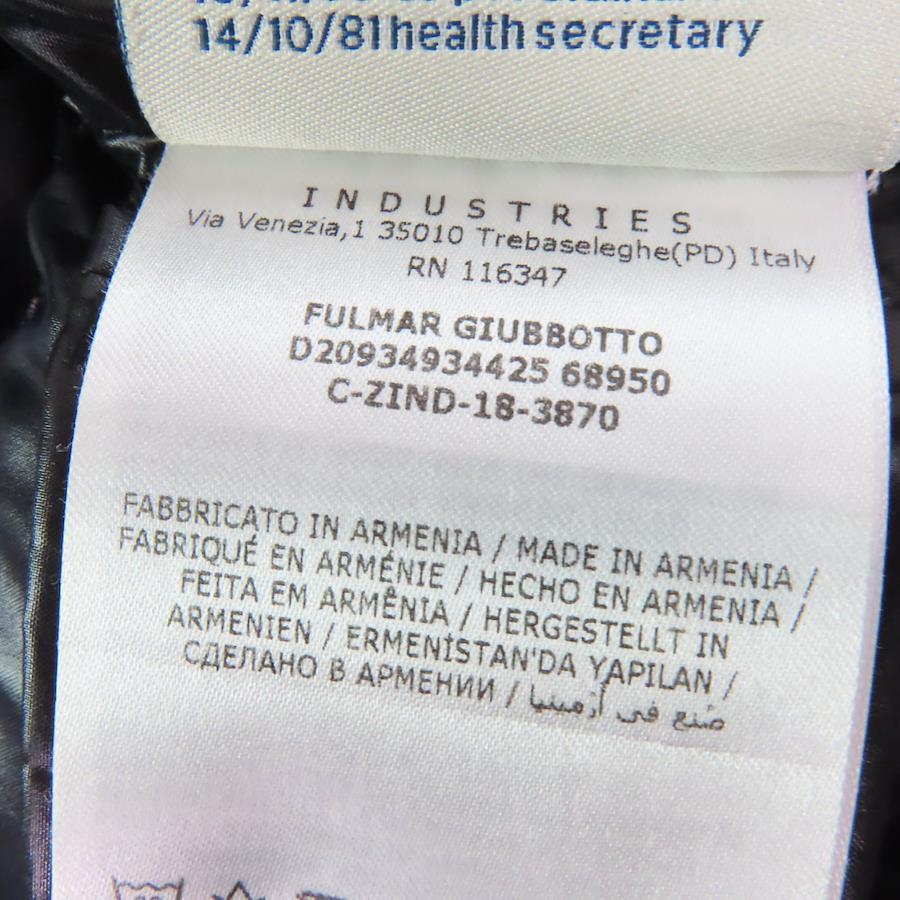 14/10/81 health secretary
INDUSTRIES
Via Venezia,1 35010 Trebaseleghe(PD) Italy
RN 116347
FULMAR GIUBBOTTO
D20934934425 68950
C-ZIND-18-3870
FABBRICATO IN ARMENIA / MADE IN ARMENIA /
FABRIQUÉ EN ARMÉNIE / HECHO EN ARMENIA /
FEITA EM ARMÊNIA / HERGESTELLT IN
ARMENIEN / ERMENİSTAN'DA YAPILAN /
СДЕЛАНО В АРМЕНИИ / صنع في أرمينيا